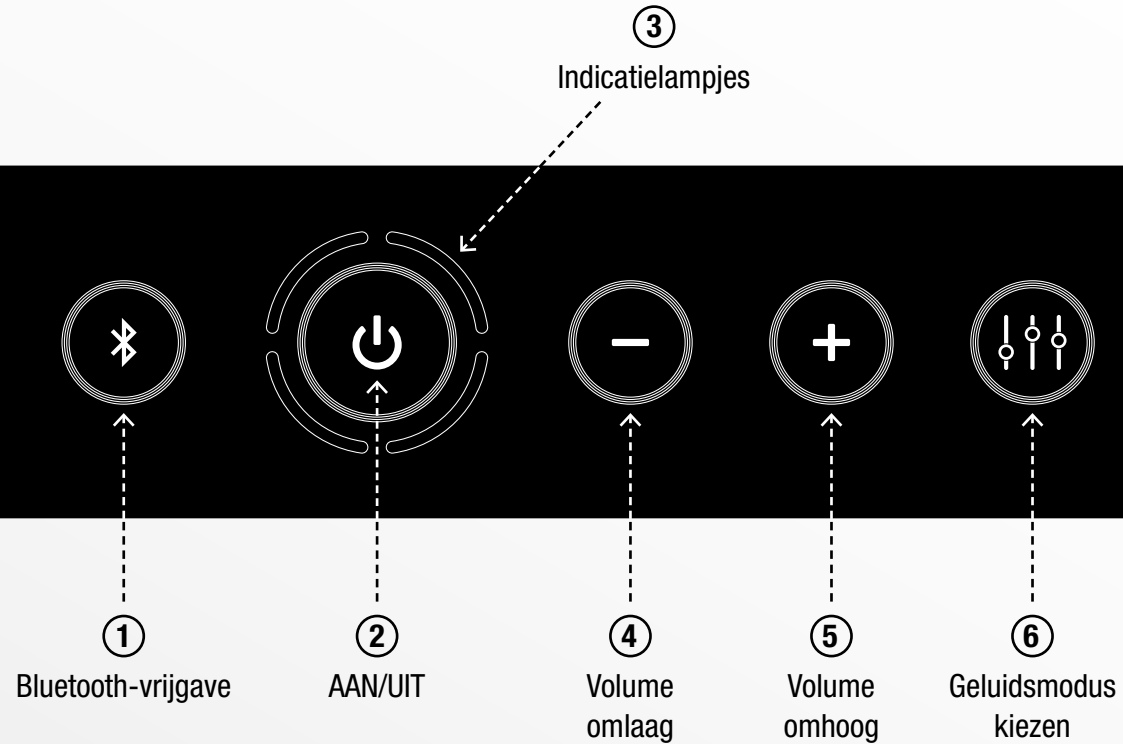 3
Indicatielampjes
1
Bluetooth-vrijgave
2
AAN/UIT
4
Volume
omlaag
5
Volume
omhoog
6
Geluidsmodus
kiezen